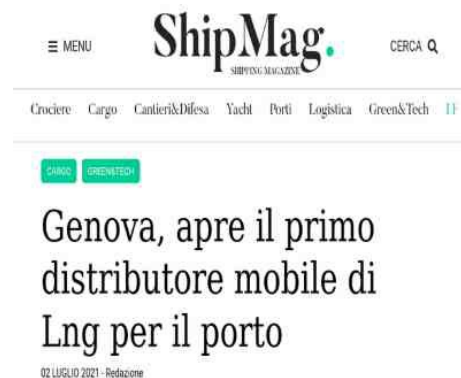 ≡ MENU
ShipMag.
CERCA
SHIPPING MAGAZINE
Crociere Cargo Cantieri&Difesa Yacht Porti Logistica Green&Tech
CARGO GREEN&TECH
Genova, apre il primo
distributore mobile di
Lng per il porto
02 LUGLIO 2021 - Redazione